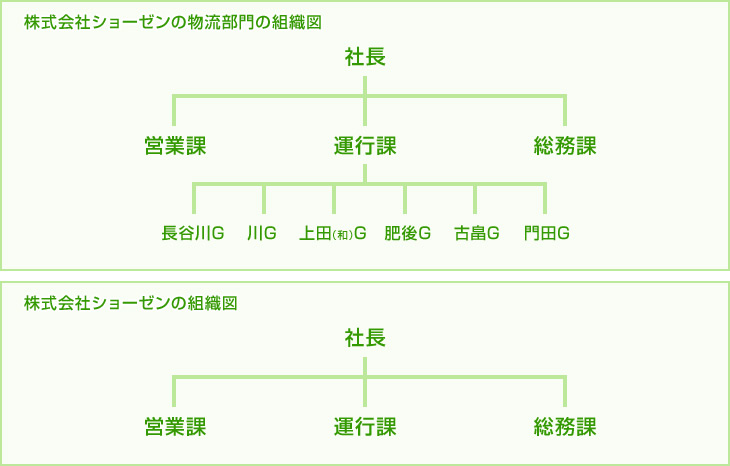 株式会社ショーゼンの物流部門の組織図
社長
営業課 運行課 総務課
長谷川G 川G 上田(和)G 肥後G 古畠G 門田G
株式会社ショーゼンの組織図
社長
営業課 運行課 総務課